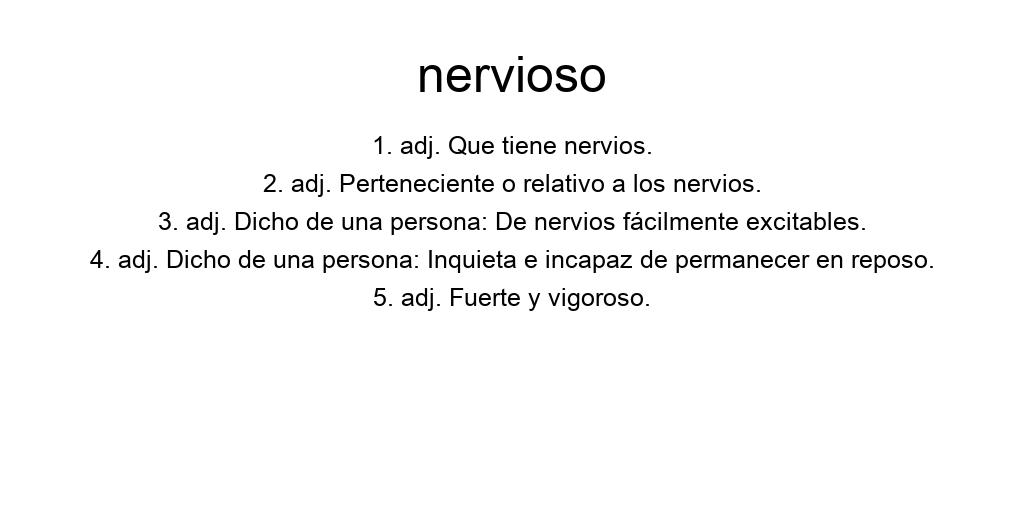 nervioso
1. adj. Que tiene nervios.
2. adj. Perteneciente o relativo a los nervios.
3. adj. Dicho de una persona: De nervios fácilmente excitables.
4. adj. Dicho de una persona: Inquieta e incapaz de permanecer en reposo.
5. adj. Fuerte y vigoroso.